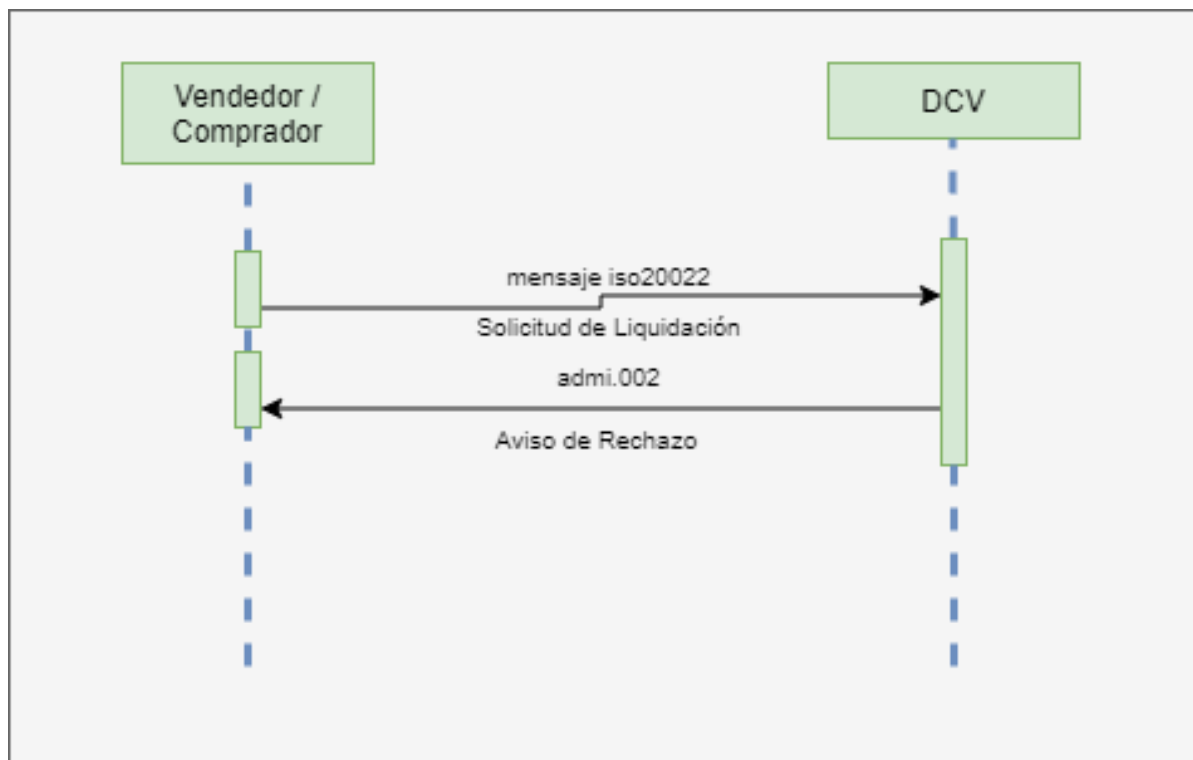 Vendedor /
Comprador
DCV
mensaje iso20022
Solicitud de Liquidación
admi.002
Aviso de Rechazo